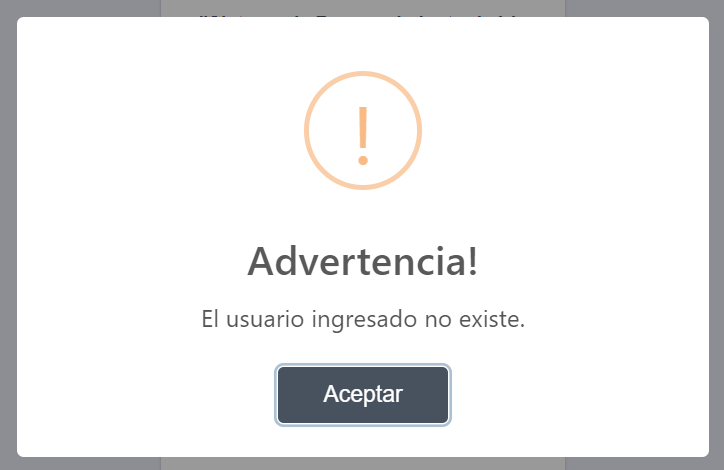 Advertencia!
El usuario ingresado no existe.
Aceptar